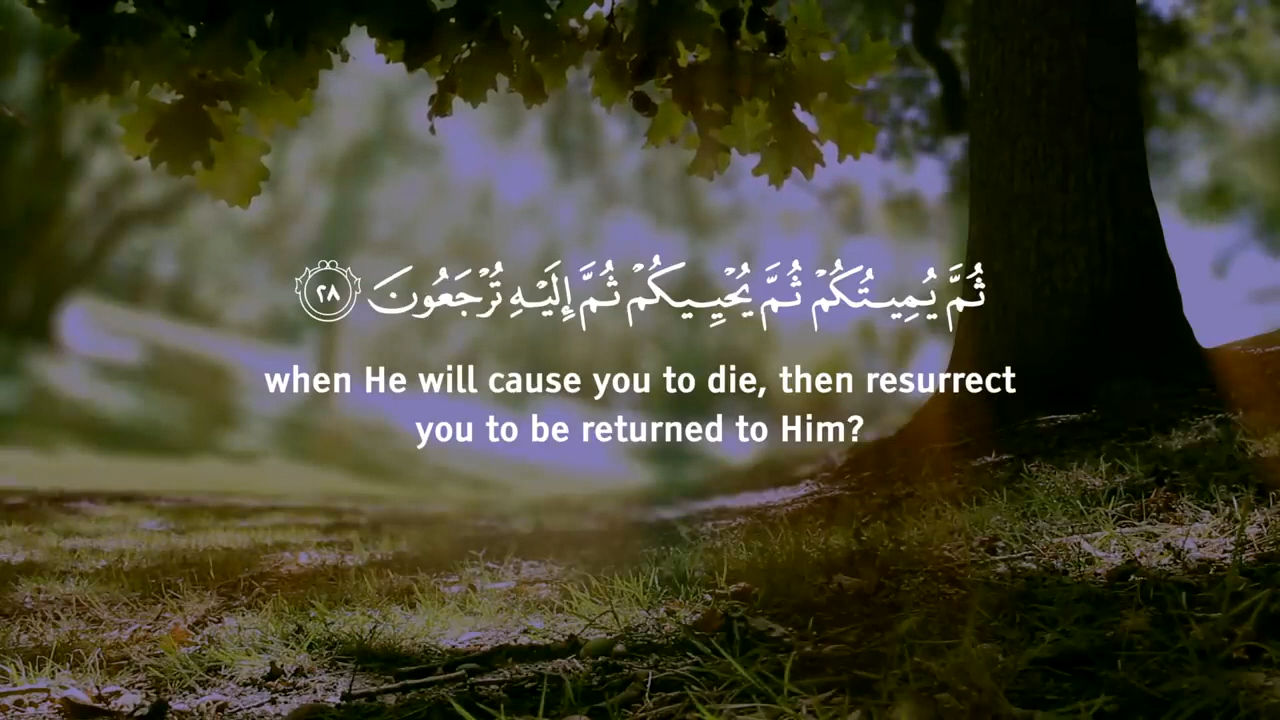 ثُمَّ يُمِيتُكُمْ ثُمَّ يُحْيِيكُمْ ثُمَّ إِلَيْهِ تُرْجَعُونَ ٢٨
when He will cause you to die, then resurrect
you to be returned to Him?